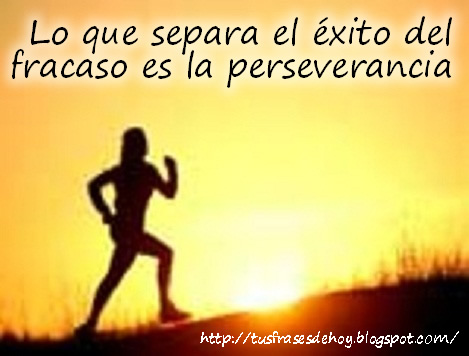 Lo que separa el éxito del
fracaso es la perseverancia
http://tusfrasesdehoy.blogspot.com/